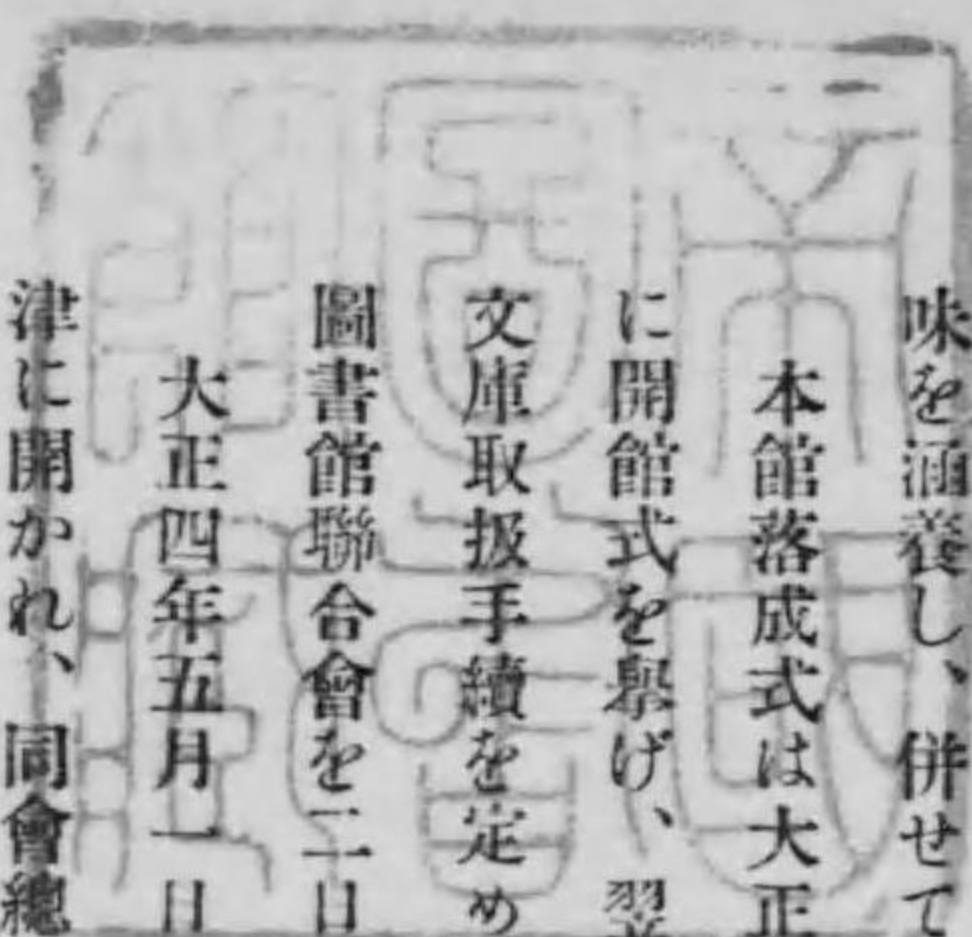 味を涵養し、併せて
本館落成式は大正
に開館式を擧げ、翌
文庫取扱手續を定め
圖書館聯合會を二日
大正四年五月一日
津に開かれ、同會總